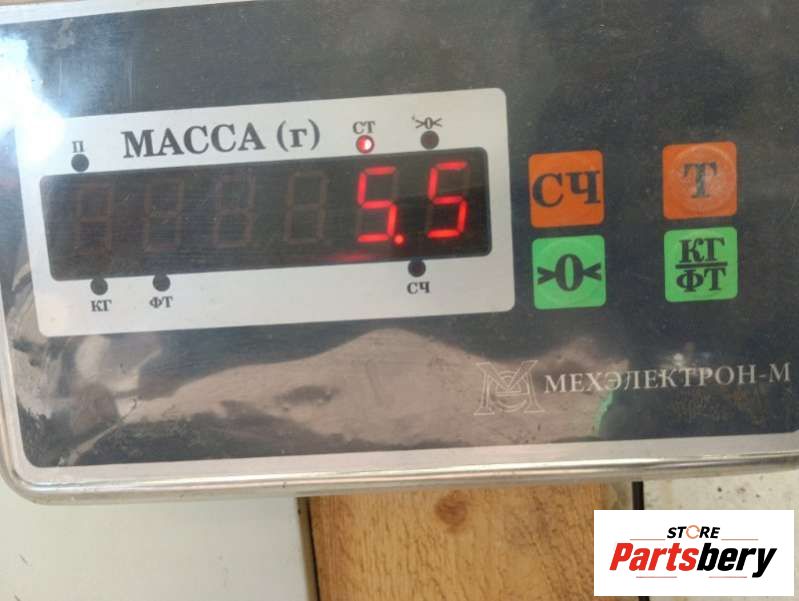 П МАССА (г) СТ >0<
5.5
КГ ФТ СЧ
СЧ Т
>0< КГ/ФТ
М МЕХЭЛЕКТРОН-М
STORE
Partsbery